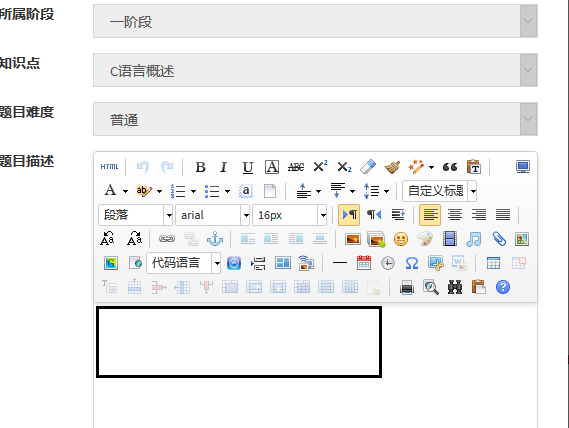 所属阶段
一阶段
知识点
C语言概述
题目难度
普通
题目描述
HTML
B I U A ABC X² X₂
A ab a 自定义标题
段落 arial 16px
Aa Aa
代码语言 Ω